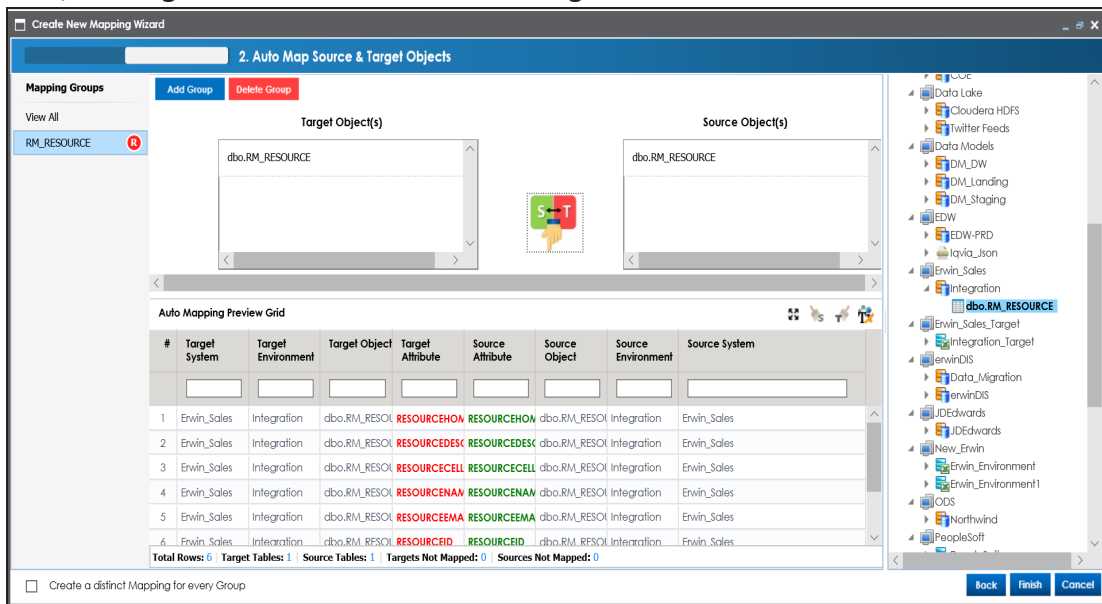 Create New Mapping Wizard
2. Auto Map Source & Target Objects
Mapping Groups
View All
RM_RESOURCE R
Add Group Delete Group
Target Object(s) Source Object(s)
dbo.RM_RESOURCE dbo.RM_RESOURCE
S T
Auto Mapping Preview Grid
# Target System Target Environment Target Object Target Attribute Source Attribute Source Object Source Environment Source System
1 Erwin_Sales Integration dbo.RM_RESOU RESOURCEHOM RESOURCEHOM dbo.RM_RESOU Integration Erwin_Sales
2 Erwin_Sales Integration dbo.RM_RESOU RESOURCEDESC RESOURCEDESC dbo.RM_RESOU Integration Erwin_Sales
3 Erwin_Sales Integration dbo.RM_RESOU RESOURCECELL RESOURCECELL dbo.RM_RESOU Integration Erwin_Sales
4 Erwin_Sales Integration dbo.RM_RESOU RESOURCENAM RESOURCENAM dbo.RM_RESOU Integration Erwin_Sales
5 Erwin_Sales Integration dbo.RM_RESOU RESOURCEEMA RESOURCEEMA dbo.RM_RESOU Integration Erwin_Sales
6 Erwin_Sales Integration dbo.RM_RESOU RESOURCEID RESOURCEID dbo.RM_RESOU Integration Erwin_Sales
Total Rows: 6 Target Tables: 1 Source Tables: 1 Targets Not Mapped: 0 Sources Not Mapped: 0
COE
Data Lake
Cloudera HDFS
Twitter Feeds
Data Models
DM_DW
DM_Landing
DM_Staging
EDW
EDW-PRD
Iqvia_Json
Erwin_Sales
Integration
dbo.RM_RESOURCE
Erwin_Sales_Target
Integration_Target
erwinDIS
Data_Migration
erwinDIS
JDEdwards
JDEdwards
New_Erwin
Erwin_Environment
Erwin_Environment1
ODS
Northwind
PeopleSoft
Create a distinct Mapping for every Group
Back Finish Cancel